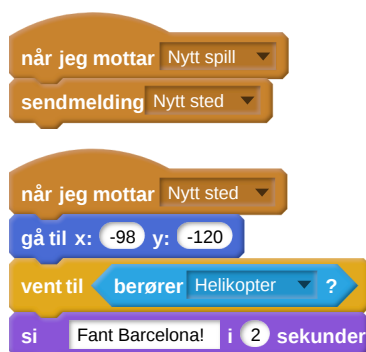 når jeg mottar Nytt spill
sendmelding Nytt sted
når jeg mottar Nytt sted
gå til x: -98 y: -120
vent til berører Helikopter ?
si Fant Barcelona! i 2 sekunder